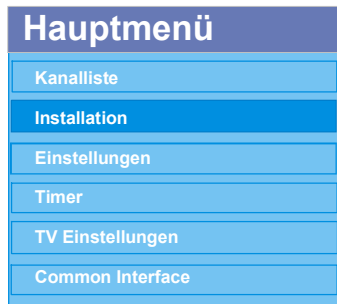 Hauptmenü
Kanalliste
Installation
Einstellungen
Timer
TV Einstellungen
Common Interface